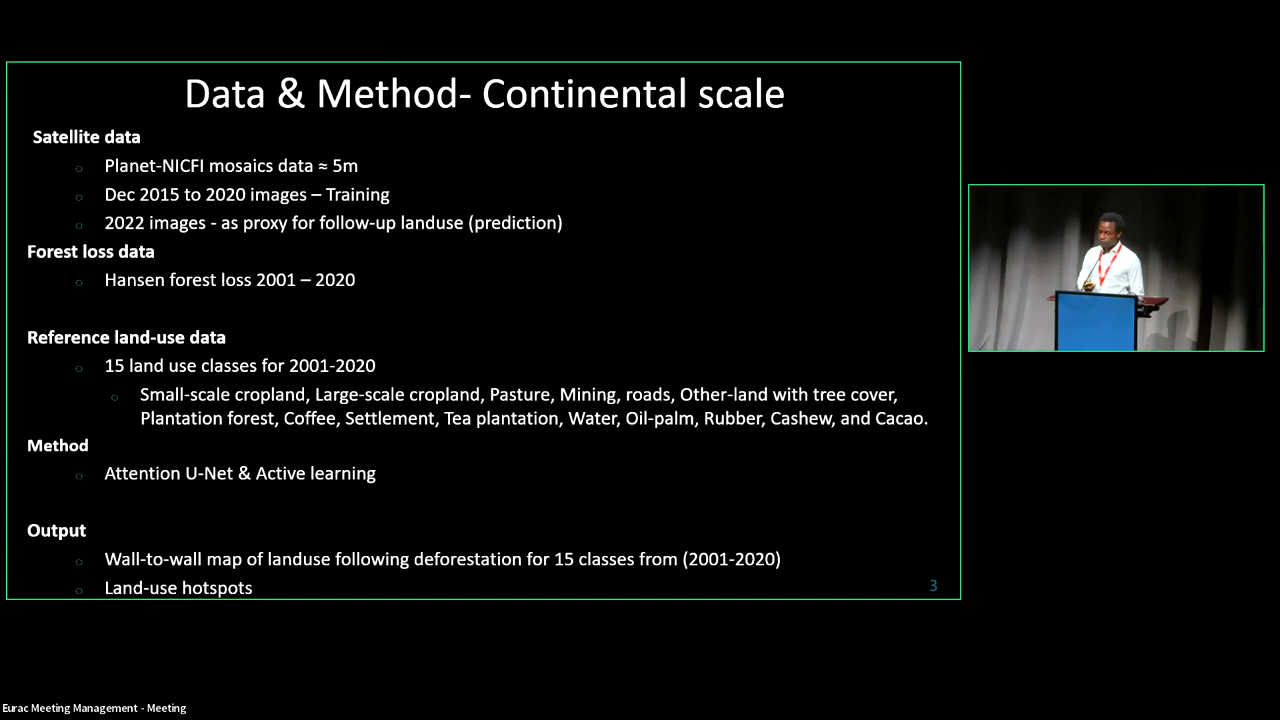 Data & Method- Continental scale
Satellite data
Planet-NICFI mosaics data ≈ 5m
Dec 2015 to 2020 images – Training
2022 images - as proxy for follow-up landuse (prediction)
Forest loss data
Hansen forest loss 2001 – 2020
Reference land-use data
15 land use classes for 2001-2020
Small-scale cropland, Large-scale cropland, Pasture, Mining, roads, Other-land with tree cover,
Plantation forest, Coffee, Settlement, Tea plantation, Water, Oil-palm, Rubber, Cashew, and Cacao.
Method
Attention U-Net & Active learning
Output
Wall-to-wall map of landuse following deforestation for 15 classes from (2001-2020)
Land-use hotspots
3
Eurac Meeting Management - Meeting